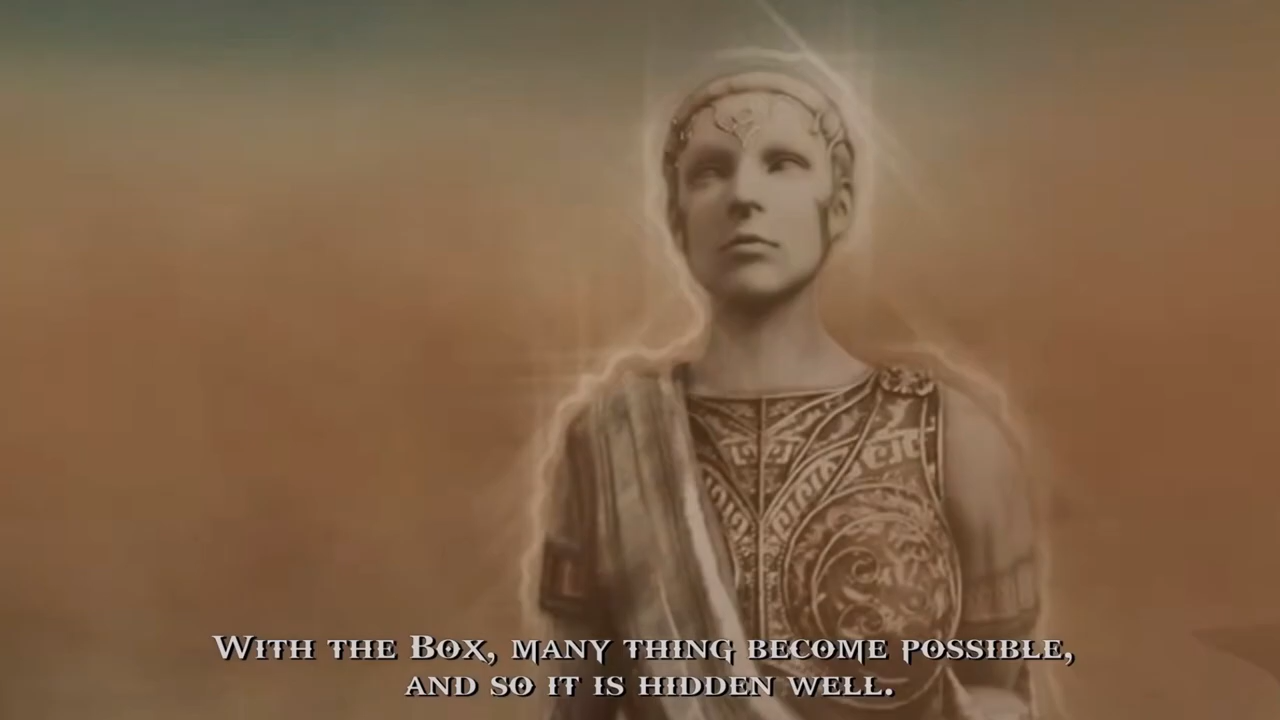 With the Box, many thing become possible,
and so it is hidden well.